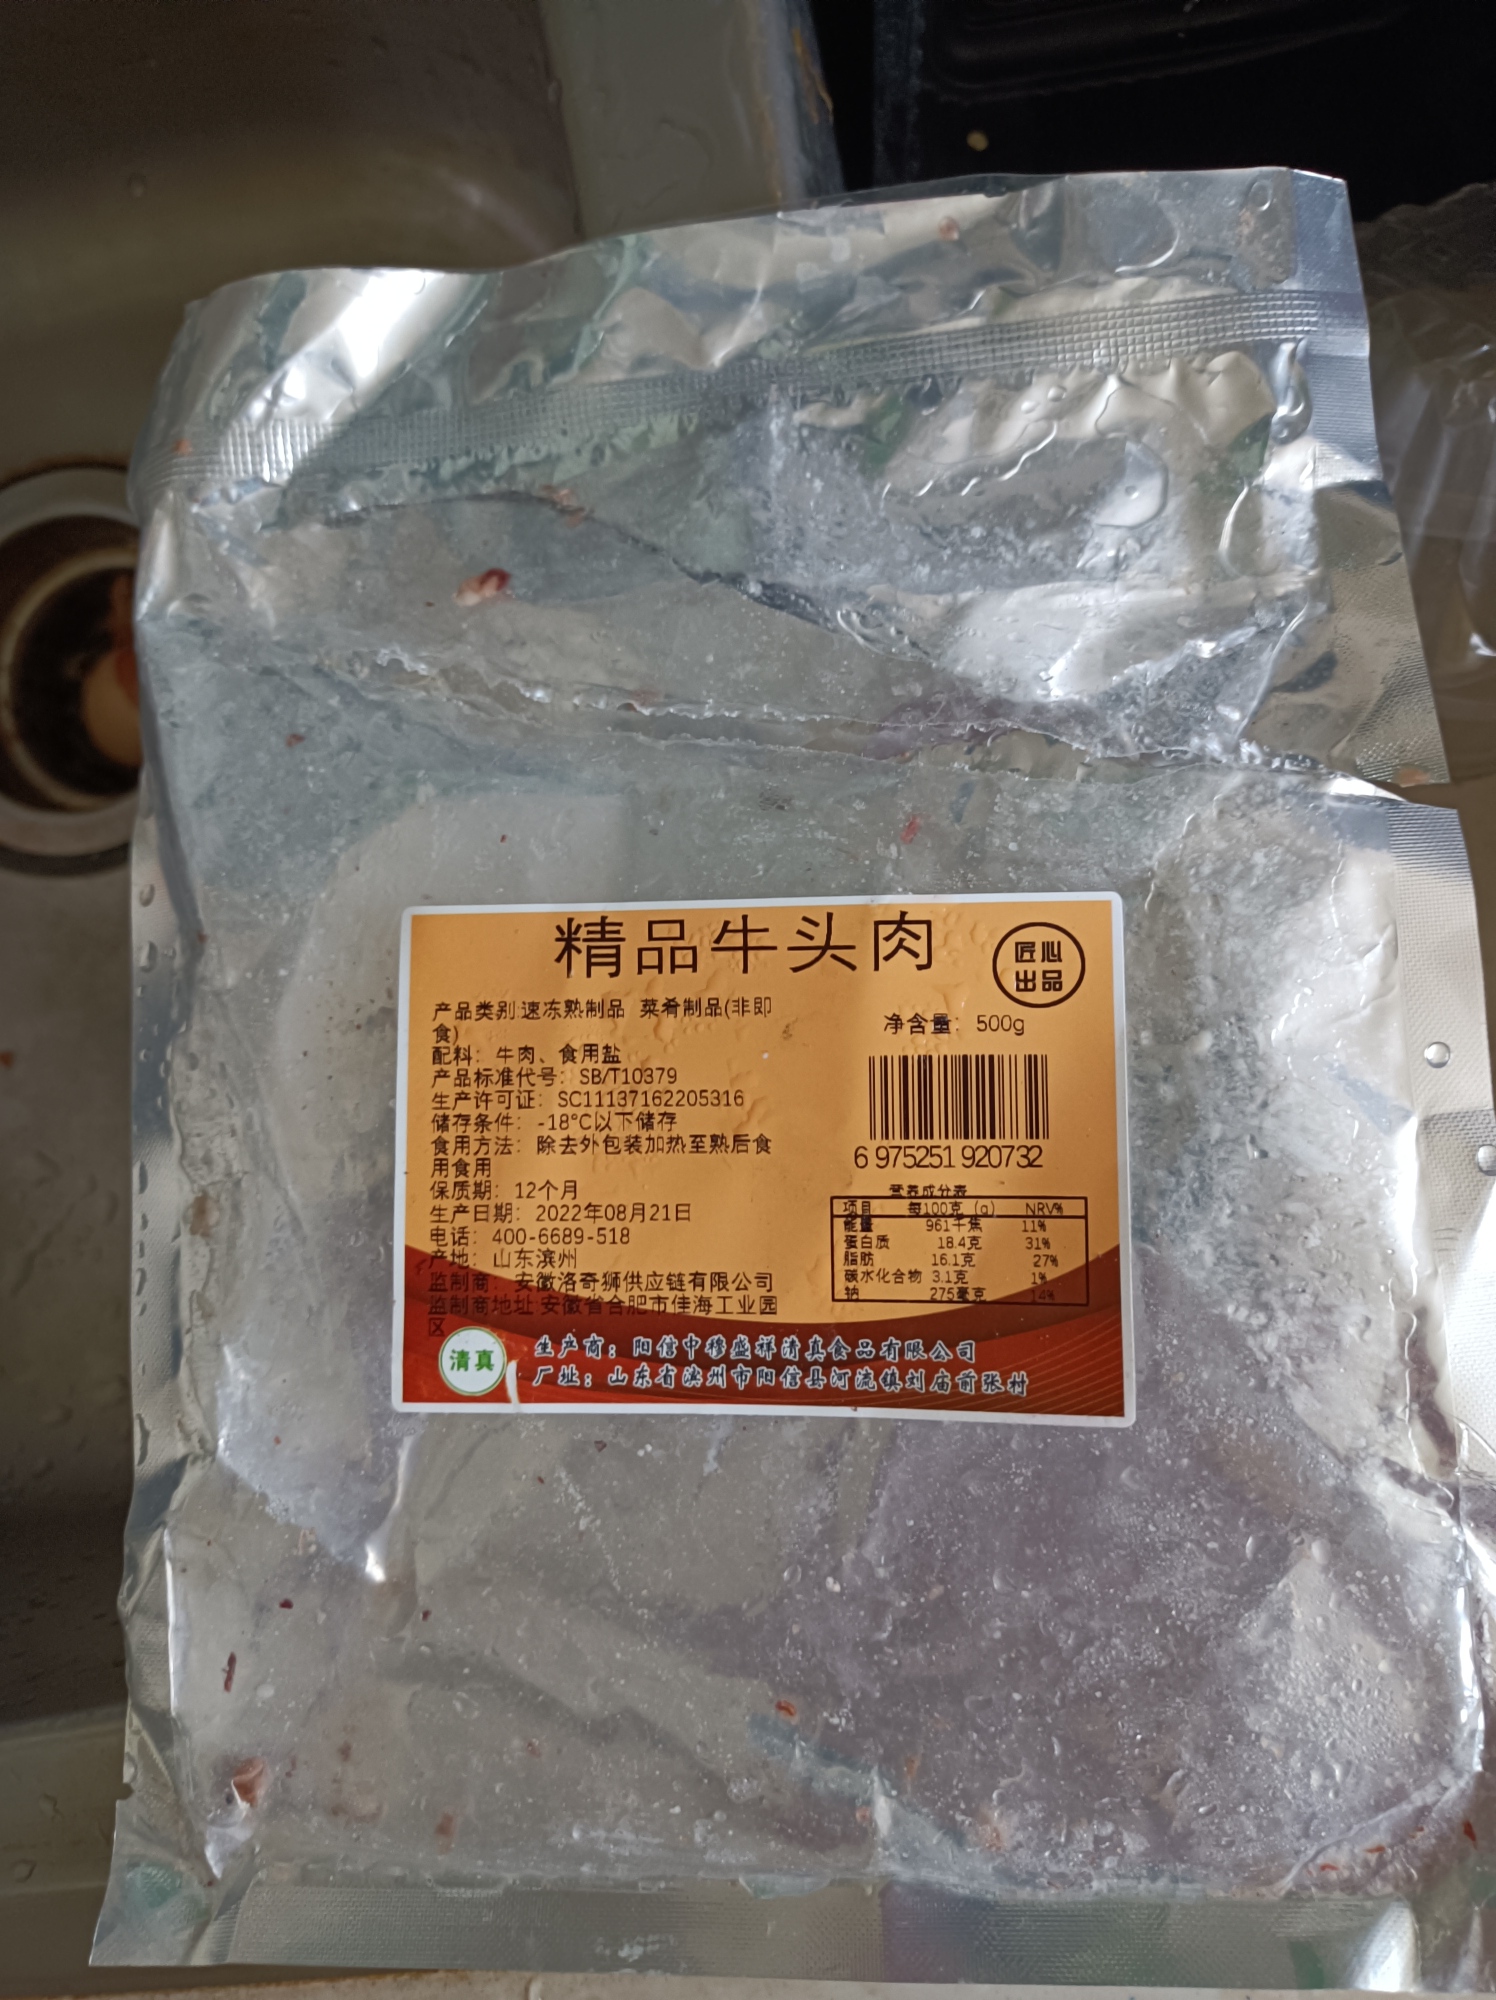 精品牛头肉
匠心
出品
产品类别:速冻熟制品 菜肴制品(非即
食)
配料：牛肉、食用盐
产品标准代号：SB/T10379
生产许可证：SC11137162205316
储存条件：-18°C以下储存
食用方法：除去外包装加热至熟后食
用食用
保质期：12个月
生产日期：2022年08月21日
电话：400-6689-518
产地：山东滨州
监制商：安徽洛奇狮供应链有限公司
监制商地址:安徽省合肥市佳海工业园
区
净含量：500g
6 975251 920732
营养成分表
项目 每100克（g） NRV%
能量 961千焦 11%
蛋白质 18.4克 31%
脂肪 16.1克 27%
碳水化合物 3.1克 1%
钠 275毫克 14%
清真
生产商：阳信中穆盛祥清真食品有限公司
厂址：山东省滨州市阳信县河流镇刘庙前张村